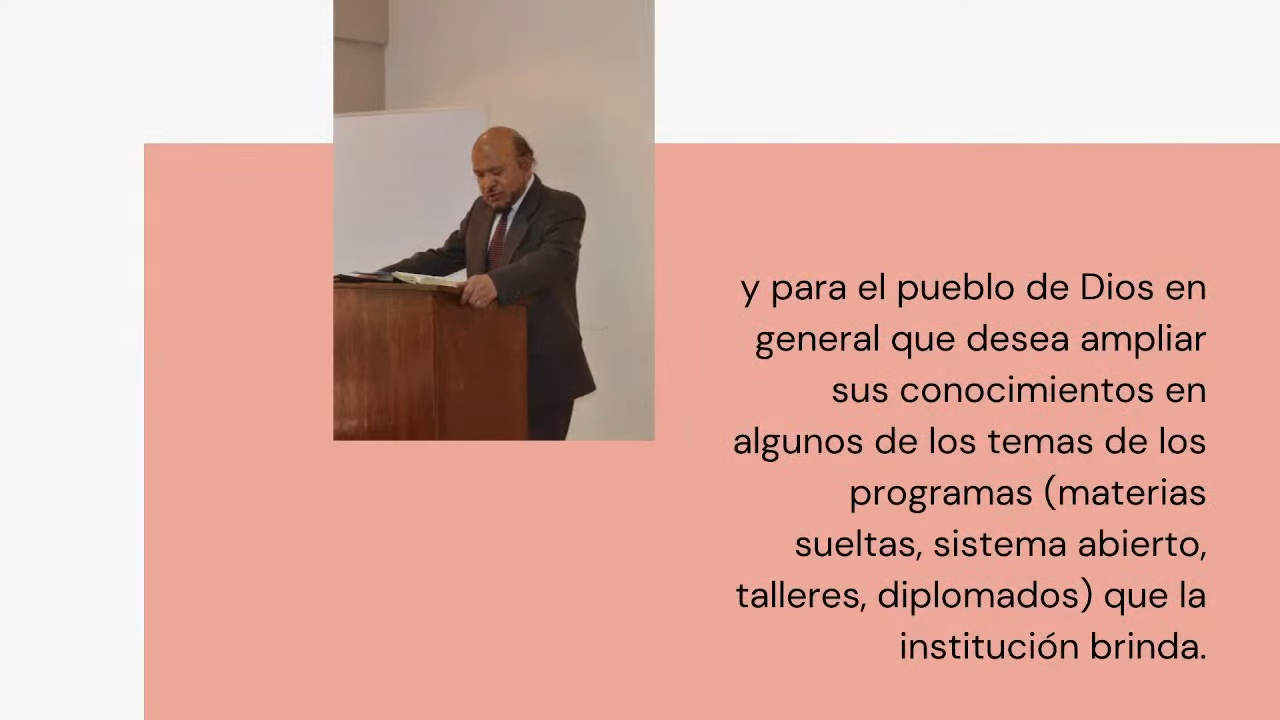 y para el pueblo de Dios en
general que desea ampliar
sus conocimientos en
algunos de los temas de los
programas (materias
sueltas, sistema abierto,
talleres, diplomados) que la
institución brinda.